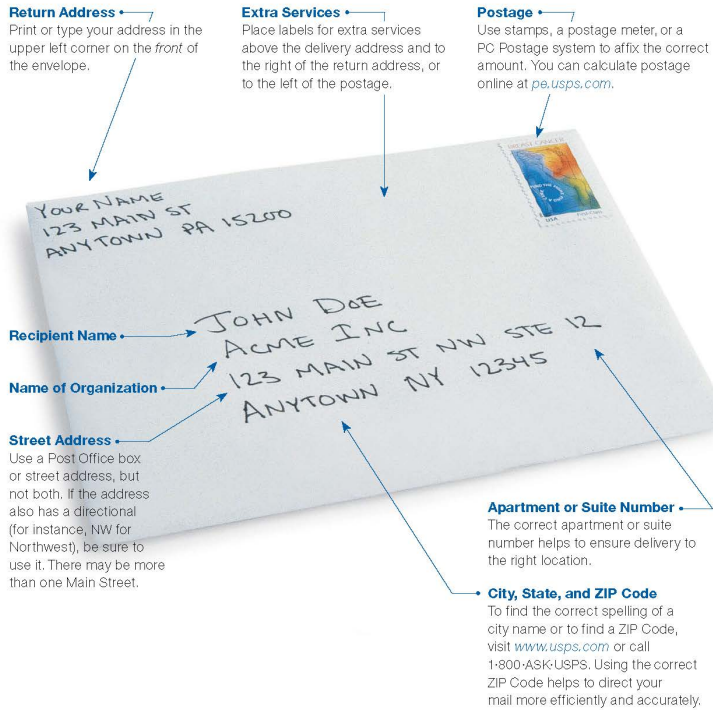 Return Address
Print or type your address in the
upper left corner on the front of
the envelope.
Extra Services
Place labels for extra services
above the delivery address and to
the right of the return address, or
to the left of the postage.
Postage
Use stamps, a postage meter, or a
PC Postage system to affix the correct
amount. You can calculate postage
online at pe.usps.com.
BREAST CANCER
USA
YOUR NAME
123 MAIN ST
ANYTOWN PA 15200
Recipient Name
JOHN DOE
Name of Organization
ACME INC
123 MAIN ST NW STE 12
ANYTOWN NY 12345
Street Address
Use a Post Office box
or street address, but
not both. If the address
also has a directional
(for instance, NW for
Northwest), be sure to
use it. There may be more
than one Main Street.
Apartment or Suite Number
The correct apartment or suite
number helps to ensure delivery to
the right location.
City, State, and ZIP Code
To find the correct spelling of a
city name or to find a ZIP Code,
visit www.usps.com or call
1·800·ASK·USPS. Using the correct
ZIP Code helps to direct your
mail more efficiently and accurately.